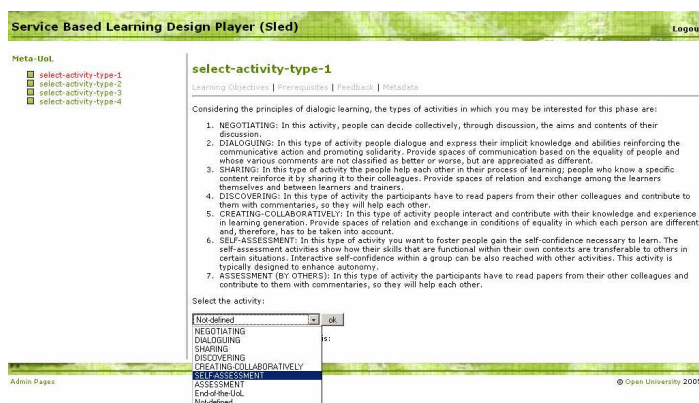 Service Based Learning Design Player (Sled)
Logou
Meta-UoL
select-activity-type-1
select-activity-type-2
select-activity-type-3
select-activity-type-4
select-activity-type-1
Learning Objectives | Prerequisites | Feedback | Metadata
Considering the principles of dialogic learning, the types of activities in which you may be interested for this phase are:
1. NEGOTIATING: In this activity, people can decide collectively, through discussion, the aims and contents of their
discussion.
2. DIALOGUING: In this type of activity people dialogue and express their implicit knowledge and abilities reinforcing the
communicative action and promoting solidarity. Provide spaces of communication based on the equality of people and
whose various comments are not classified as better or worse, but are appreciated as different.
3. SHARING: In this type of activity the people help each other in their process of learning; people who know a specific
content reinforce it by sharing it to their colleagues. Provide spaces of relation and exchange among the learners
themselves and between learners and trainers.
4. DISCOVERING: In this type of activity the participants have to read papers from their other colleagues and contribute to
them with commentaries, so they will help each other.
5. CREATING-COLLABORATIVELY: In this type of activity people interact and contribute with their knowledge and experience
in learning generation. Provide spaces of relation and exchange in conditions of equality in which each person are different
and, therefore, has to be taken into account.
6. SELF-ASSESSMENT: In this type of activity you want to foster people gain the self-confidence necessary to learn. The
self-assessment activities show how their skills that are functional within their own contexts are transferable to others in
certain situations. Interactive self-confidence within a group can be also reached with other activities. This activity is
typically designed to enhance autonomy.
7. ASSESSMENT (BY OTHERS): In this type of activity the participants have to read papers from their other colleagues and
contribute to them with commentaries, so they will help each other.
Select the activity:
Not-defined ok
NEGOTIATING
is:
DIALOGUING
SHARING
DISCOVERING
CREATING-COLLABORATIVELY
SELF-ASSESSMENT
ASSESSMENT
End-of-the-UoL
Not-defined
Admin Pages
© Open University 2005